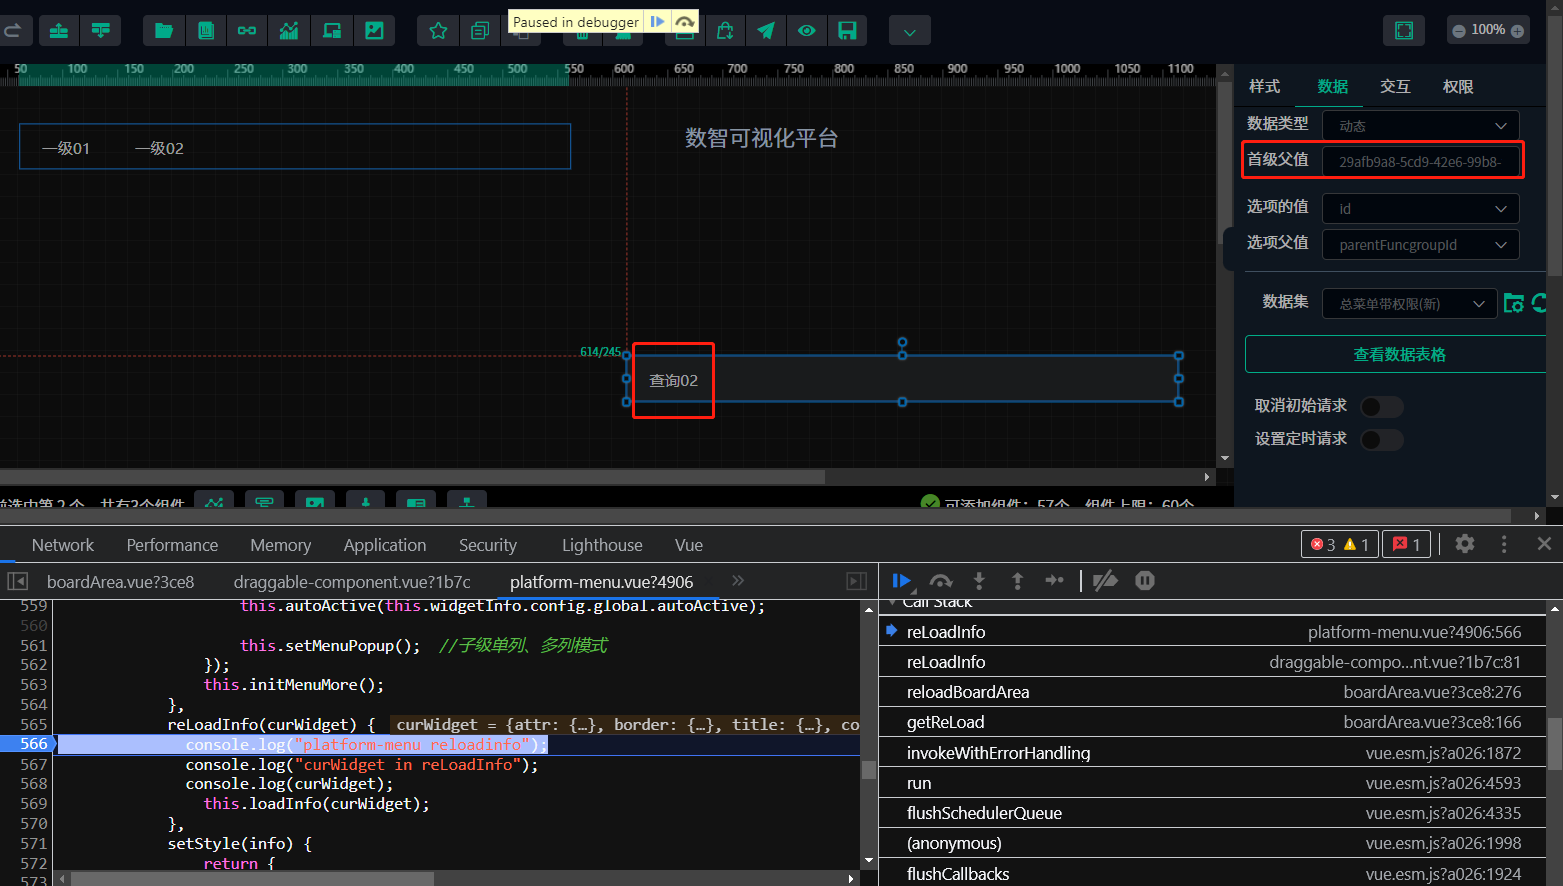 Paused in debugger
100%
50 100 150 200 250 300 350 400 450 500 550 600 650 700 750 800 850 900 950 1000 1050 1100
样式 数据 交互 权限
数据类型 动态
首级父值 29afb9a8-5cd9-42e6-99b8-
选项的值 id
选项父值 parentFuncgroupId
数据集 总菜单带权限(新)
查看数据表格
取消初始请求
设置定时请求
一级01 一级02
数智可视化平台
614/245
查询02
前选中第 2 个 共有3个组件
可添加组件：57个 组件上限：60个
Network Performance Memory Application Security Lighthouse Vue
3 1 1
boardArea.vue?3ce8 draggable-component.vue?1b7c platform-menu.vue?4906 »
559 this.autoActive(this.widgetInfo.config.global.autoActive);
560
561 this.setMenuPopup(); //子级单列、多列模式
562 });
563 this.initMenuMore();
564 },
565 reLoadInfo(curWidget) { curWidget = {attr: {…}, border: {…}, title: {…}, co
566 console.log("platform-menu reloadinfo");
567 console.log("curWidget in reLoadInfo");
568 console.log(curWidget);
569 this.loadInfo(curWidget);
570 },
571 setStyle(info) {
572 return {
573
Call Stack
reLoadInfo platform-menu.vue?4906:566
reLoadInfo draggable-compo…nt.vue?1b7c:81
reloadBoardArea boardArea.vue?3ce8:276
getReLoad boardArea.vue?3ce8:166
invokeWithErrorHandling vue.esm.js?a026:1872
run vue.esm.js?a026:4593
flushSchedulerQueue vue.esm.js?a026:4335
(anonymous) vue.esm.js?a026:1998
flushCallbacks vue.esm.js?a026:1924